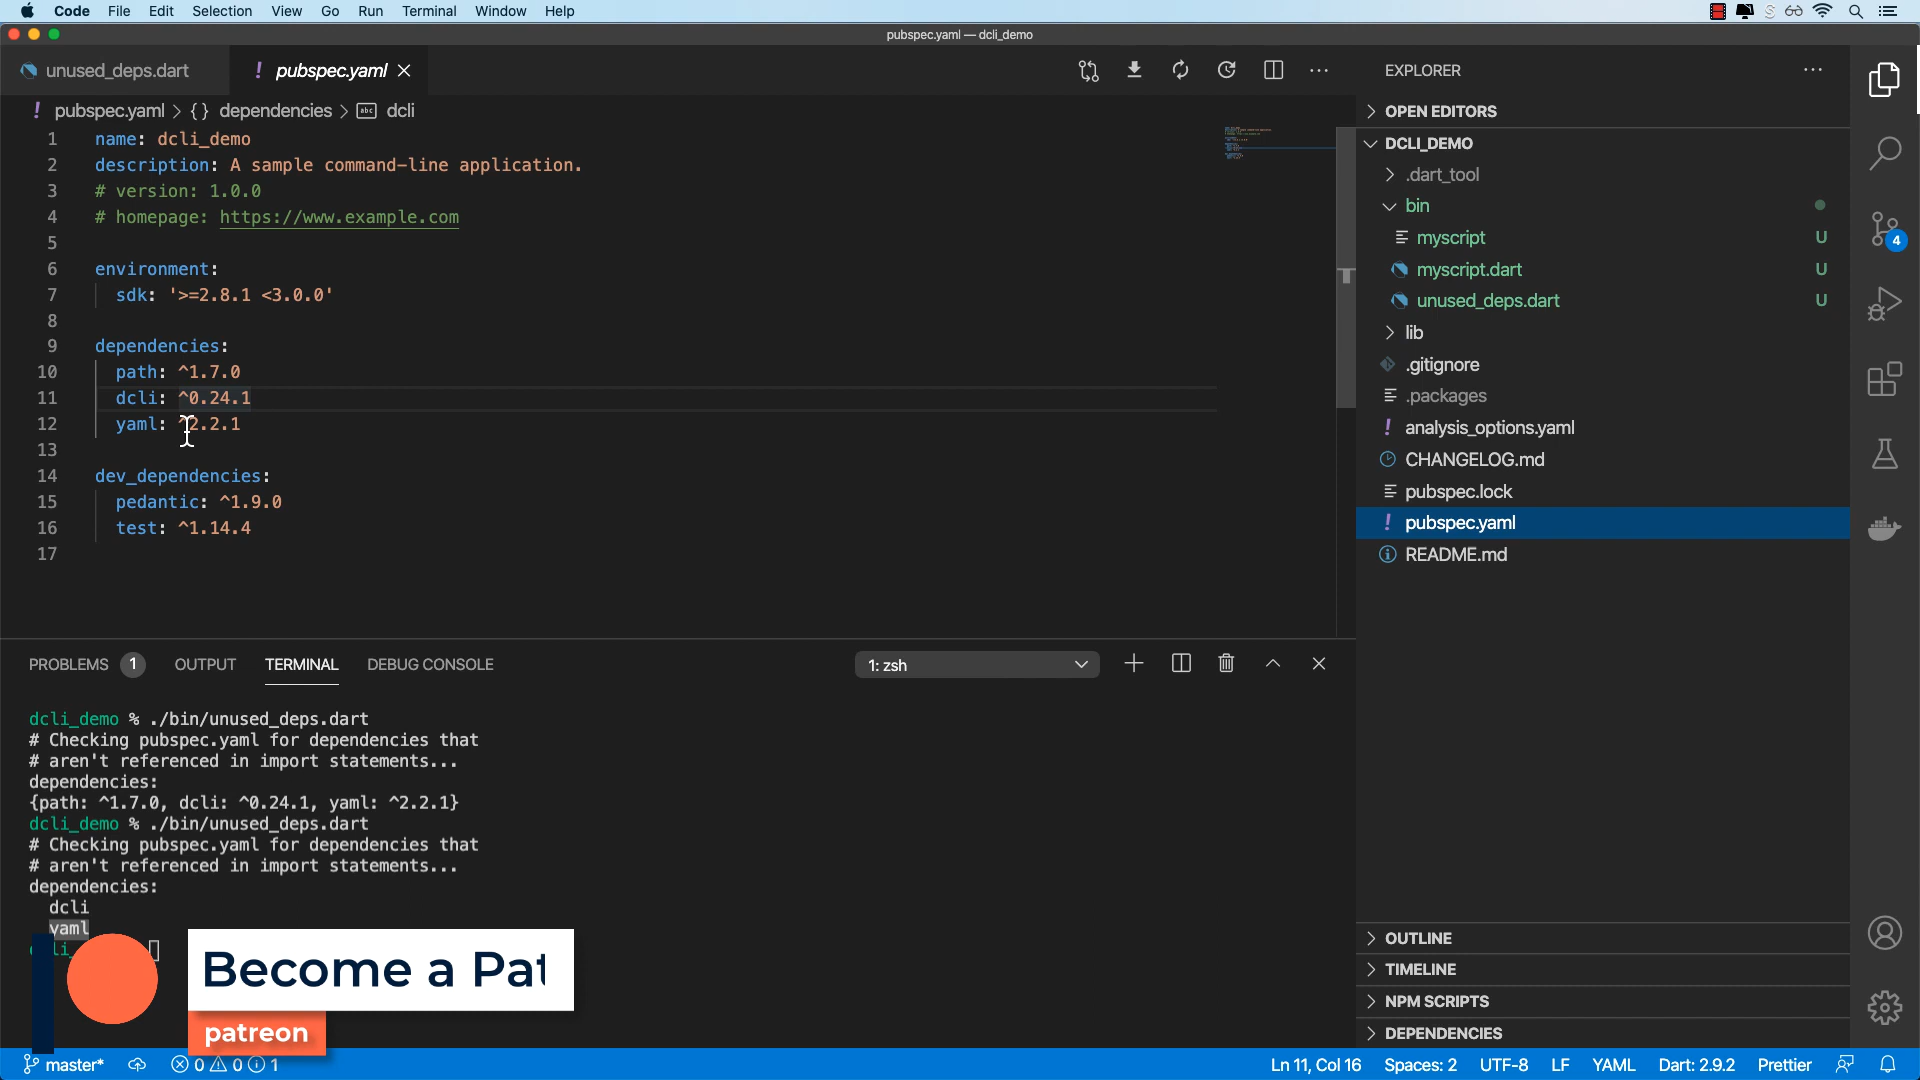 Code File Edit Selection View Go Run Terminal Window Help
pubspec.yaml — dcli_demo
unused_deps.dart
! pubspec.yaml
! pubspec.yaml > {} dependencies > abc dcli
1 name: dcli_demo
2 description: A sample command-line application.
3 # version: 1.0.0
4 # homepage: https://www.example.com
5
6 environment:
7 sdk: '>=2.8.1 <3.0.0'
8
9 dependencies:
10 path: ^1.7.0
11 dcli: ^0.24.1
12 yaml: ^2.2.1
13
14 dev_dependencies:
15 pedantic: ^1.9.0
16 test: ^1.14.4
17
EXPLORER
OPEN EDITORS
DCLI_DEMO
.dart_tool
bin
myscript U
myscript.dart U
unused_deps.dart U
lib
.gitignore
.packages
! analysis_options.yaml
CHANGELOG.md
pubspec.lock
! pubspec.yaml
README.md
OUTLINE
TIMELINE
NPM SCRIPTS
DEPENDENCIES
4
PROBLEMS 1 OUTPUT TERMINAL DEBUG CONSOLE
1: zsh
dcli_demo % ./bin/unused_deps.dart
# Checking pubspec.yaml for dependencies that
# aren't referenced in import statements...
dependencies:
{path: ^1.7.0, dcli: ^0.24.1, yaml: ^2.2.1}
dcli_demo % ./bin/unused_deps.dart
# Checking pubspec.yaml for dependencies that
# aren't referenced in import statements...
dependencies:
dcli
yaml
Become a Pat
patreon
master* 0 0 1
Ln 11, Col 16 Spaces: 2 UTF-8 LF YAML Dart: 2.9.2 Prettier